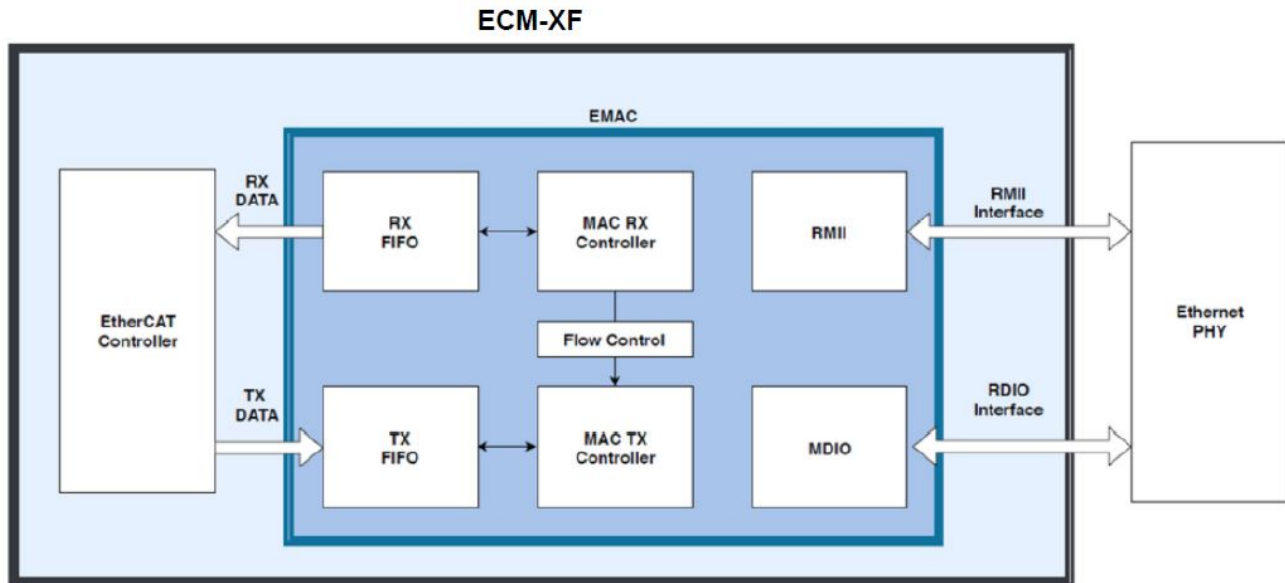 ECM-XF
EMAC
RX
DATA
RX
FIFO
MAC RX
Controller
RMII
RMII
Interface
EtherCAT
Controller
Flow Control
Ethernet
PHY
TX
DATA
TX
FIFO
MAC TX
Controller
MDIO
RDIO
Interface